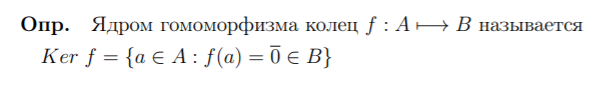 Опр. Ядром гомоморфизма колец f : A ⟼ B называется
Ker f = {a ∈ A : f(a) = 0̅ ∈ B}